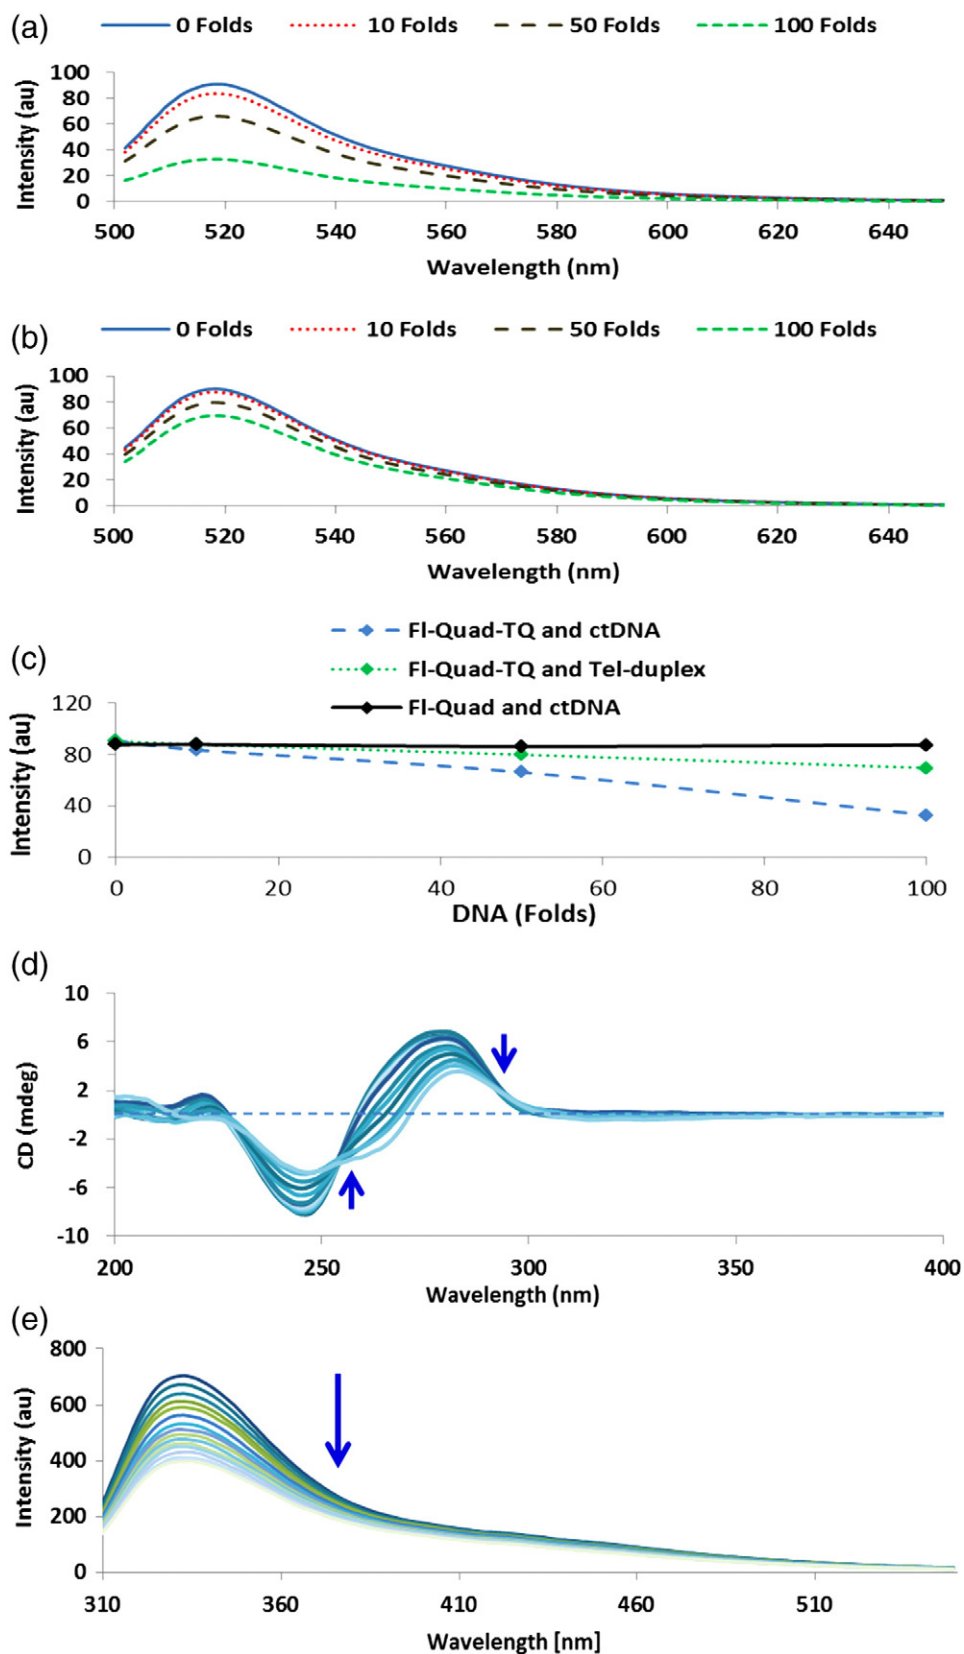 (a)
0 Folds 10 Folds 50 Folds 100 Folds
Intensity (au)
100
80
60
40
20
0
500 520 540 560 580 600 620 640
Wavelength (nm)
(b)
0 Folds 10 Folds 50 Folds 100 Folds
Intensity (au)
100
80
60
40
20
0
500 520 540 560 580 600 620 640
Wavelength (nm)
(c)
Fl-Quad-TQ and ctDNA
Fl-Quad-TQ and Tel-duplex
Fl-Quad and ctDNA
Intensity (au)
120
80
40
0
0 20 40 60 80 100
DNA (Folds)
(d)
CD (mdeg)
10
6
2
-2
-6
-10
200 250 300 350 400
Wavelength (nm)
(e)
Intensity (au)
800
600
400
200
0
310 360 410 460 510
Wavelength [nm]